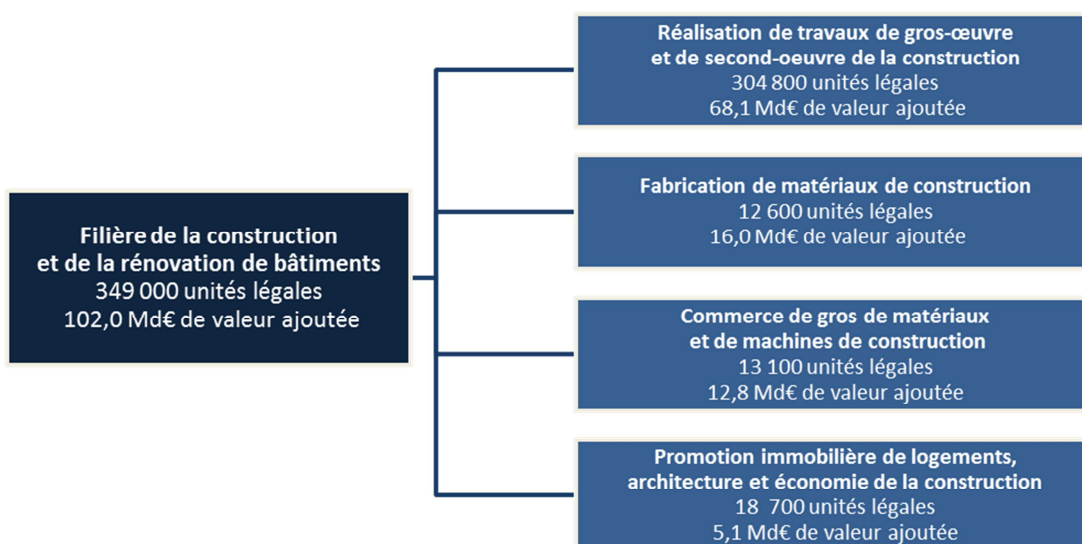 Filière de la construction
et de la rénovation de bâtiments
349 000 unités légales
102,0 Md€ de valeur ajoutée
Réalisation de travaux de gros-œuvre
et de second-oeuvre de la construction
304 800 unités légales
68,1 Md€ de valeur ajoutée
Fabrication de matériaux de construction
12 600 unités légales
16,0 Md€ de valeur ajoutée
Commerce de gros de matériaux
et de machines de construction
13 100 unités légales
12,8 Md€ de valeur ajoutée
Promotion immobilière de logements,
architecture et économie de la construction
18 700 unités légales
5,1 Md€ de valeur ajoutée